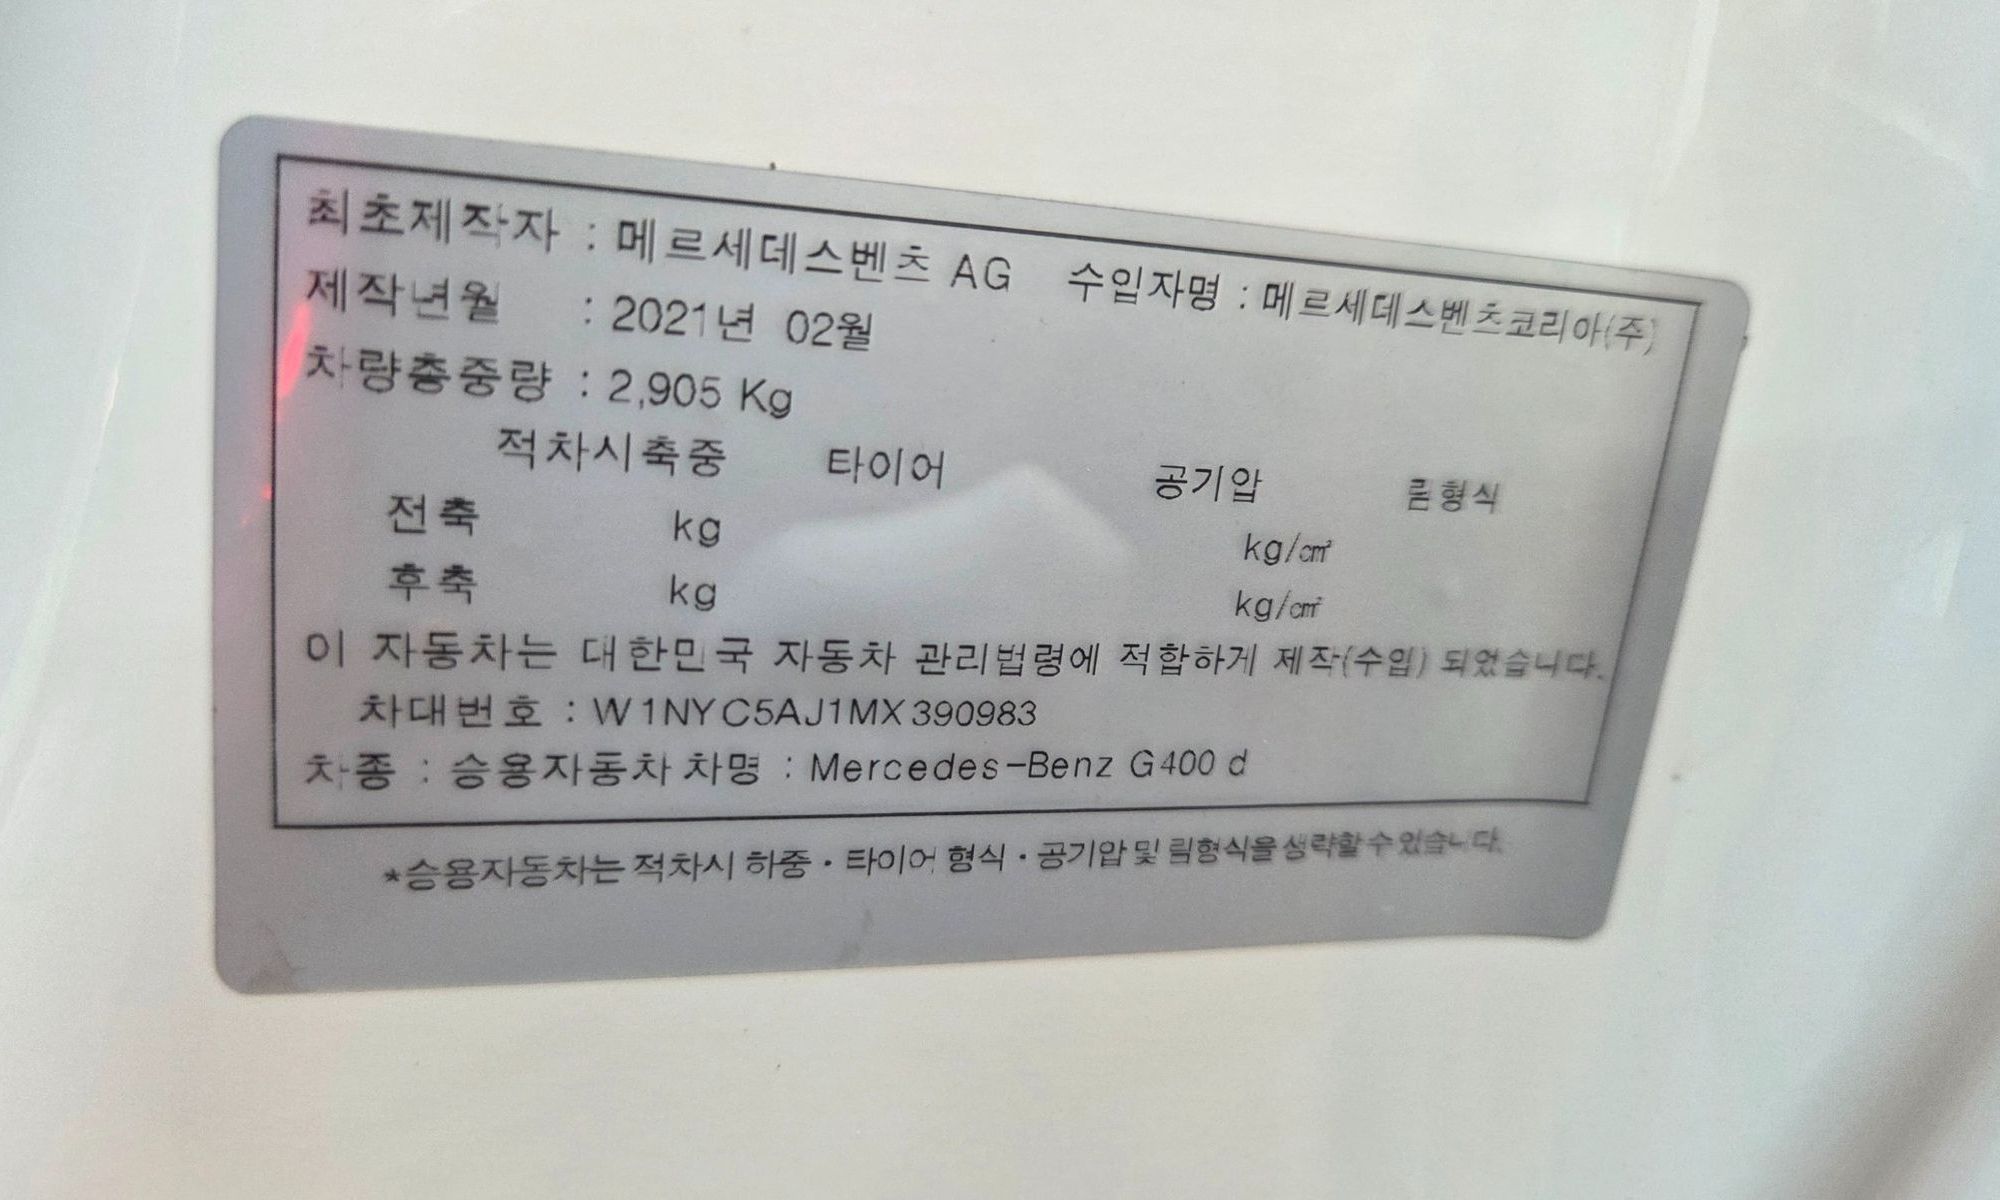 최초제작자 : 메르세데스벤츠 AG 수입자명 : 메르세데스벤츠코리아(주)
제작년월 : 2021년 02월
차량총중량 : 2,905 Kg
적차시축중 타이어 공기압 림형식
전축 kg kg/㎠
후축 kg kg/㎠
이 자동차는 대한민국 자동차 관리법령에 적합하게 제작(수입) 되었습니다.
차대번호 : W1NYC5AJ1MX390983
차종 : 승용자동차 차명 : Mercedes-Benz G400 d
*승용자동차는 적차시 하중·타이어 형식·공기압 및 림형식을 생략할 수 있습니다.